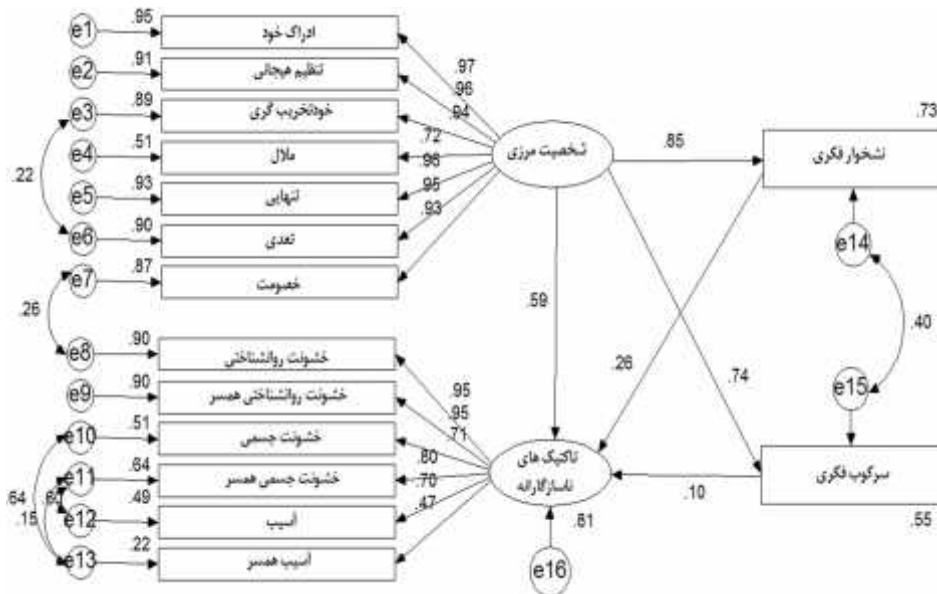 e1
.95
ادراک خود
e2
.91
تنظیم هیجانی
e3
.89
خودتخریب گری
e4
.51
ملال
e5
.93
تنهایی
e6
.90
تعدی
e7
.87
خصومت
.22
.26
.97
.96
.94
.72
.96
.95
.93
شخصیت مرزی
.85
.73
نشخوار فکری
e14
.40
e15
.59
.26
.74
e8
.90
خشونت روانشناختی
e9
.90
خشونت روانشناختی همسر
e10
.51
خشونت جسمی
e11
.64
خشونت جسمی همسر
e12
.49
آسیب
e13
.22
آسیب همسر
.64
.15
.95
.95
.71
.80
.70
.47
تاکتیک های
ناسازگارانه
.81
e16
.10
سرکوب فکری
.55